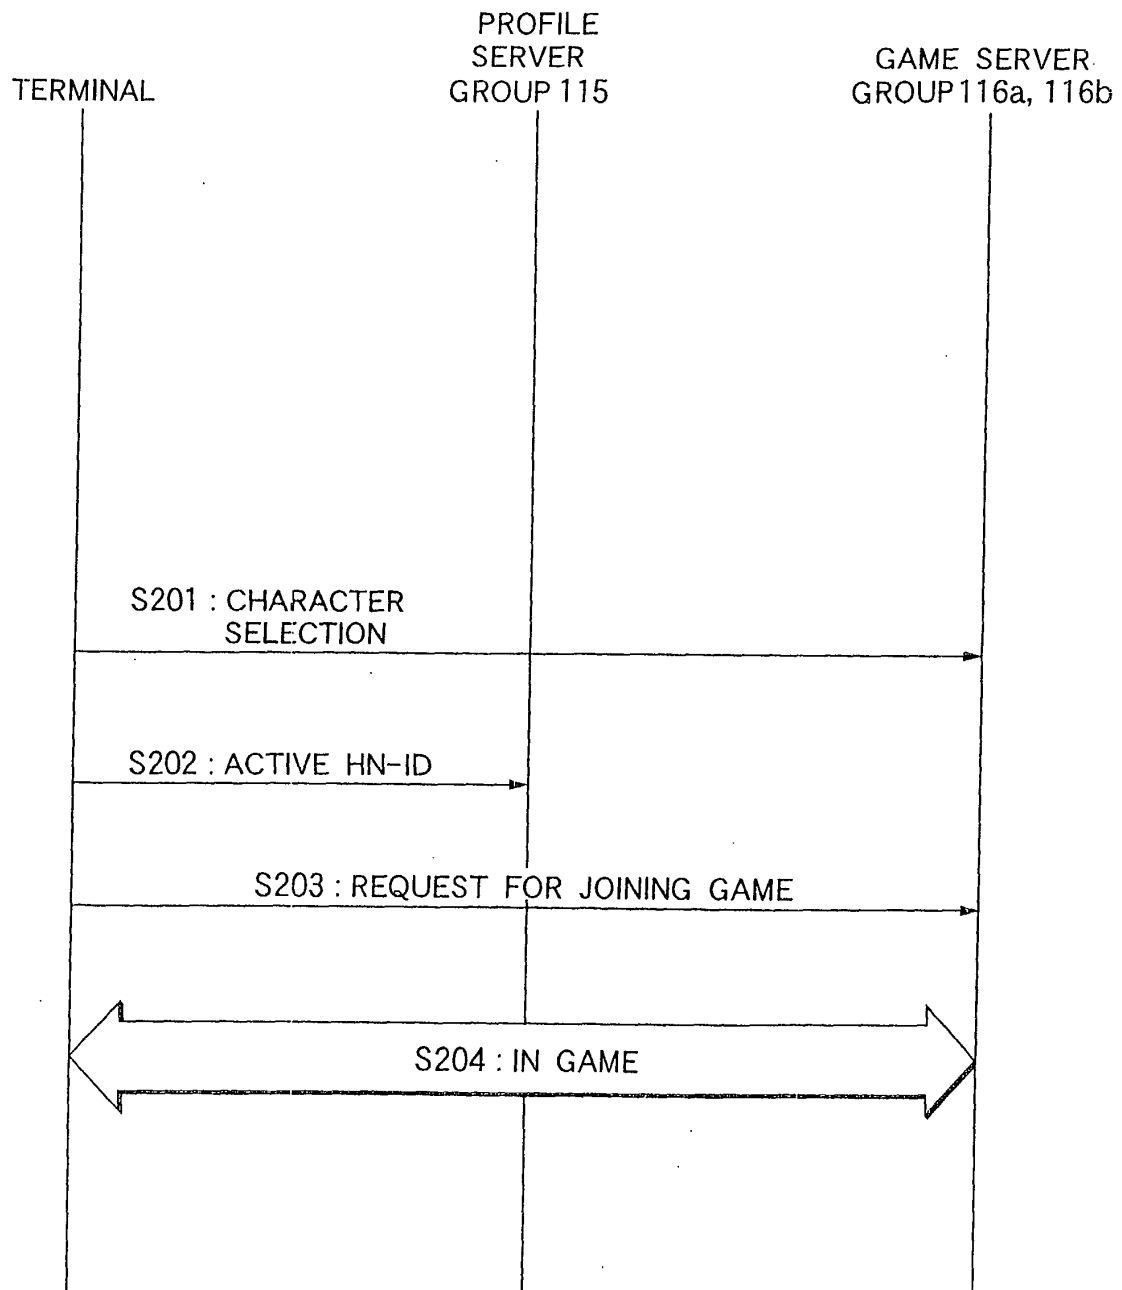 PROFILE
SERVER
GROUP 115
GAME SERVER
GROUP 116a, 116b
TERMINAL
S201 : CHARACTER
SELECTION
S202 : ACTIVE HN-ID
S203 : REQUEST FOR JOINING GAME
S204 : IN GAME